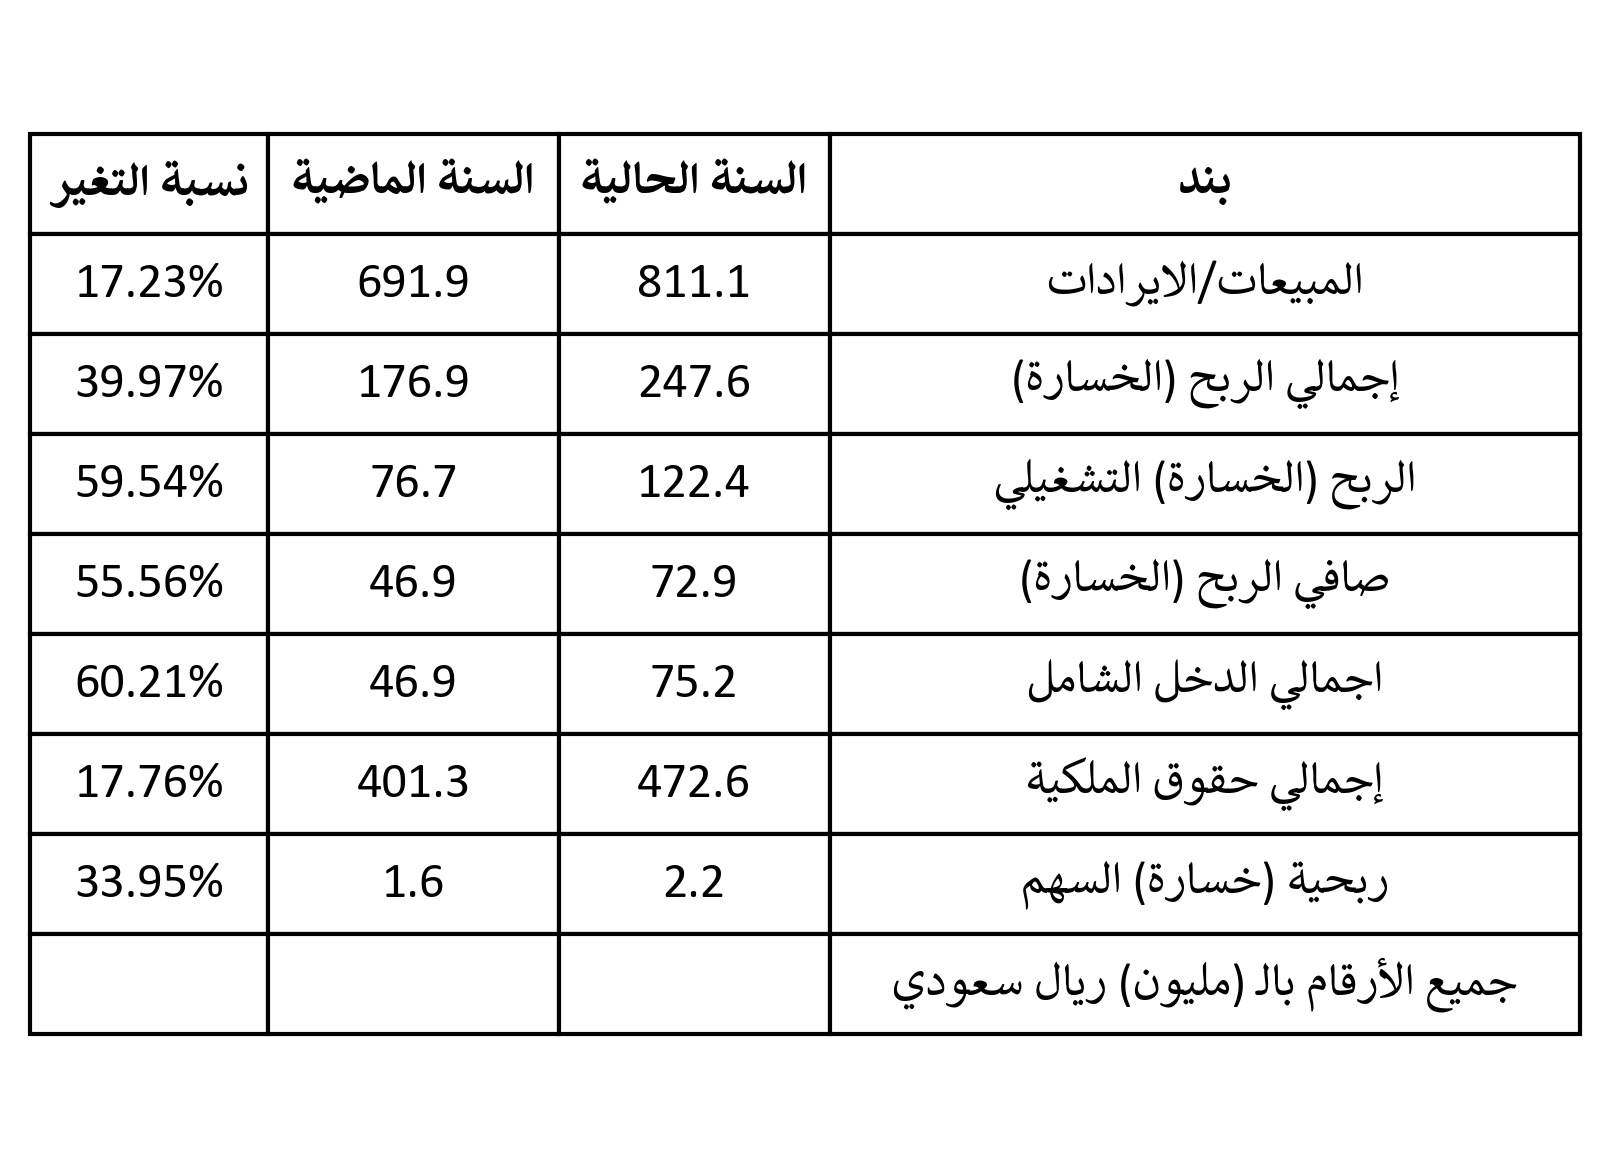 بند السنة الحالية السنة الماضية نسبة التغير
المبيعات/الايرادات 811.1 691.9 17.23%
إجمالي الربح (الخسارة) 247.6 176.9 39.97%
الربح (الخسارة) التشغيلي 122.4 76.7 59.54%
صافي الربح (الخسارة) 72.9 46.9 55.56%
اجمالي الدخل الشامل 75.2 46.9 60.21%
إجمالي حقوق الملكية 472.6 401.3 17.76%
ربحية (خسارة) السهم 2.2 1.6 33.95%
جميع الأرقام بالـ (مليون) ريال سعودي